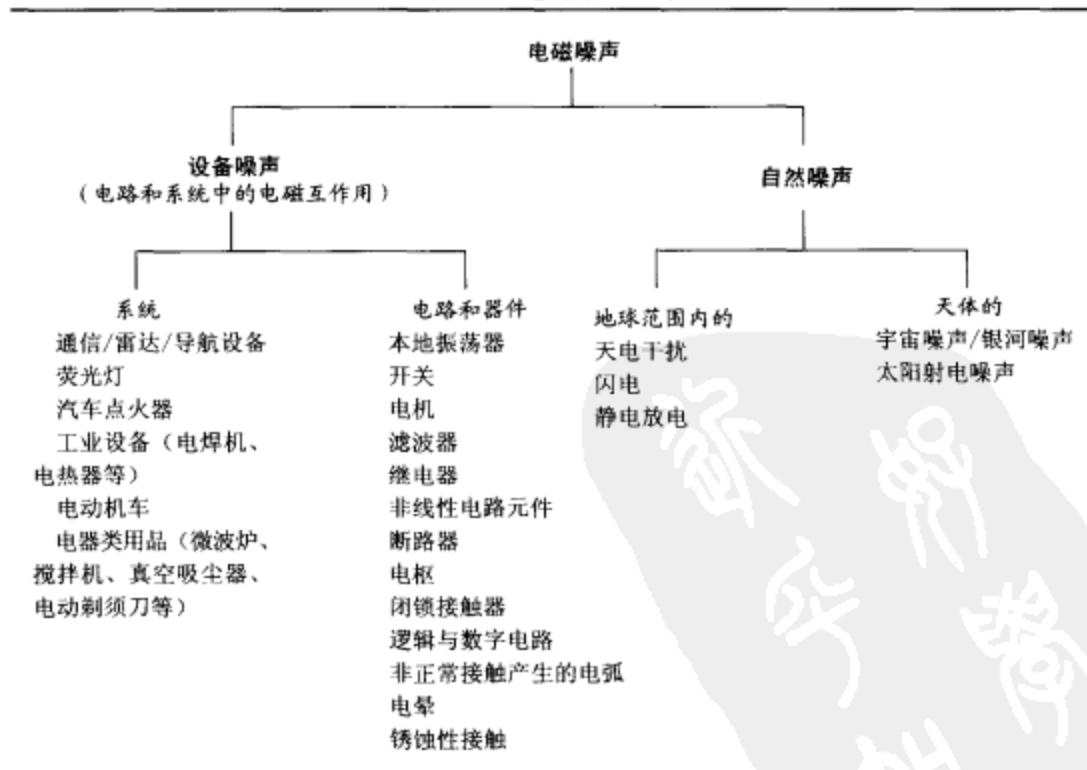 电磁噪声
设备噪声
（电路和系统中的电磁互作用）
自然噪声
系统
通信/雷达/导航设备
荧光灯
汽车点火器
工业设备（电焊机、
电热器等）
电动机车
电器类用品（微波炉、
搅拌机、真空吸尘器、
电动剃须刀等）
电路和器件
本地振荡器
开关
电机
滤波器
继电器
非线性电路元件
断路器
电枢
闭锁接触器
逻辑与数字电路
非正常接触产生的电弧
电晕
锈蚀性接触
地球范围内的
天电干扰
闪电
静电放电
天体的
宇宙噪声/银河噪声
太阳射电噪声